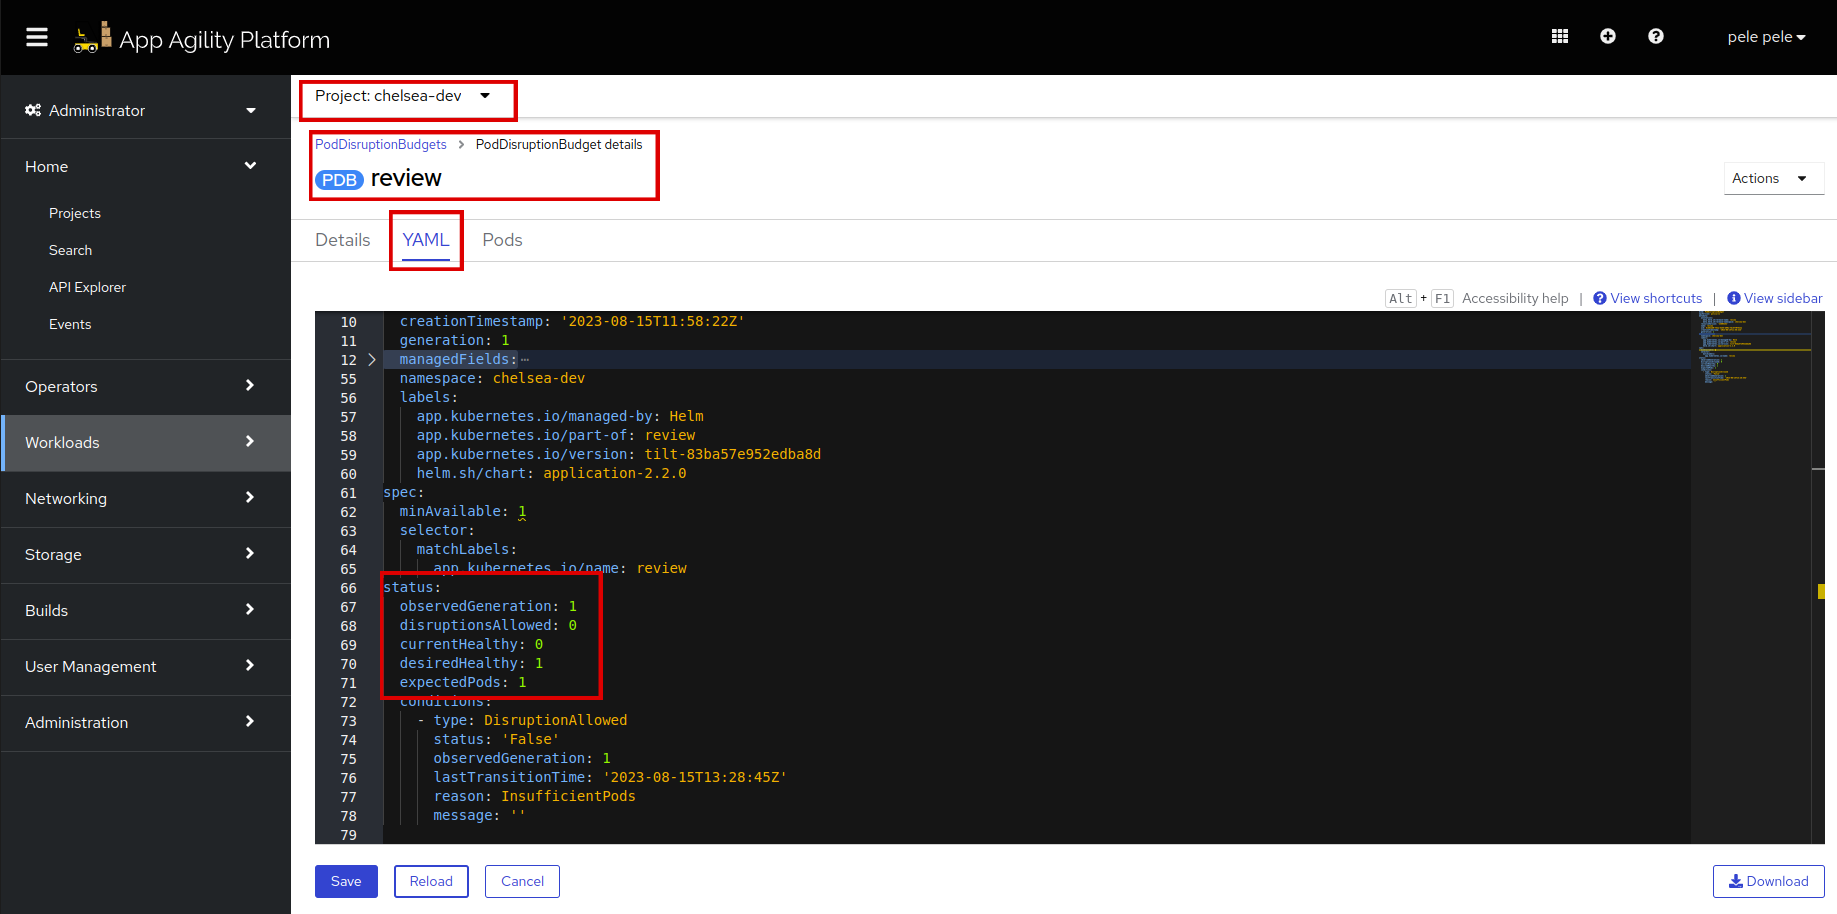 App Agility Platform
pele pele
Administrator
Home
Projects
Search
API Explorer
Events
Operators
Workloads
Networking
Storage
Builds
User Management
Administration
Project: chelsea-dev
PodDisruptionBudgets > PodDisruptionBudget details
PDB review
Actions
Details YAML Pods
Alt + F1 Accessibility help | View shortcuts | View sidebar
10 creationTimestamp: '2023-08-15T11:58:22Z'
11 generation: 1
12 managedFields:
55 namespace: chelsea-dev
56 labels:
57 app.kubernetes.io/managed-by: Helm
58 app.kubernetes.io/part-of: review
59 app.kubernetes.io/version: tilt-83ba57e952edba8d
60 helm.sh/chart: application-2.2.0
61 spec:
62 minAvailable: 1
63 selector:
64 matchLabels:
65 app.kubernetes.io/name: review
66 status:
67 observedGeneration: 1
68 disruptionsAllowed: 0
69 currentHealthy: 0
70 desiredHealthy: 1
71 expectedPods: 1
72 conditions:
73 - type: DisruptionAllowed
74 status: 'False'
75 observedGeneration: 1
76 lastTransitionTime: '2023-08-15T13:28:45Z'
77 reason: InsufficientPods
78 message: ''
79
Save Reload Cancel Download